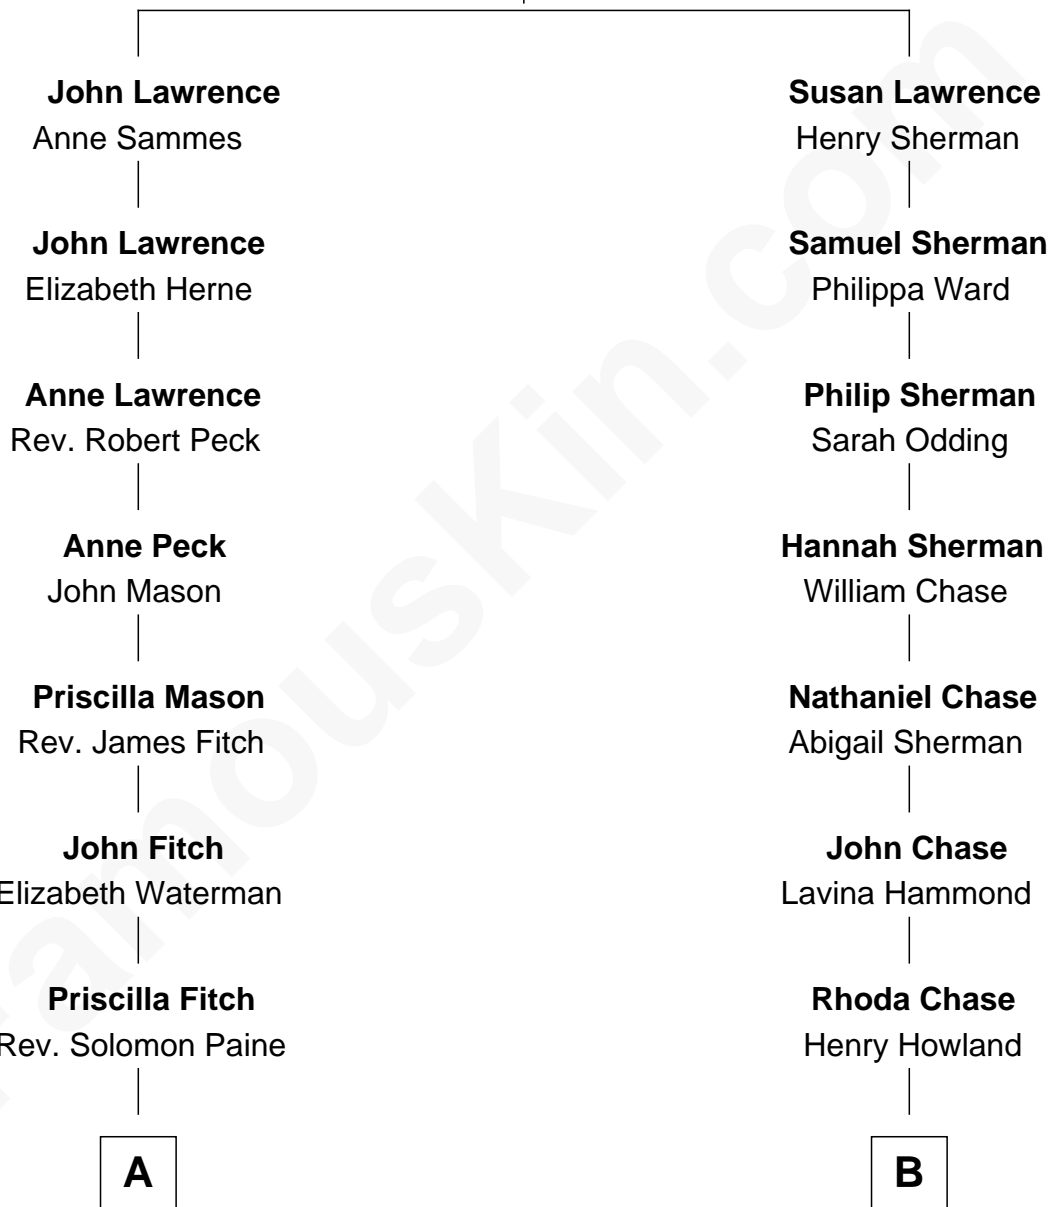 John Lawrence
Anne Sammes
John Lawrence
Elizabeth Herne
Anne Lawrence
Rev. Robert Peck
Anne Peck
John Mason
Priscilla Mason
Rev. James Fitch
John Fitch
Elizabeth Waterman
Priscilla Fitch
Rev. Solomon Paine
A
Susan Lawrence
Henry Sherman
Samuel Sherman
Philippa Ward
Philip Sherman
Sarah Odding
Hannah Sherman
William Chase
Nathaniel Chase
Abigail Sherman
John Chase
Lavina Hammond
Rhoda Chase
Henry Howland
B
FamousKin.com